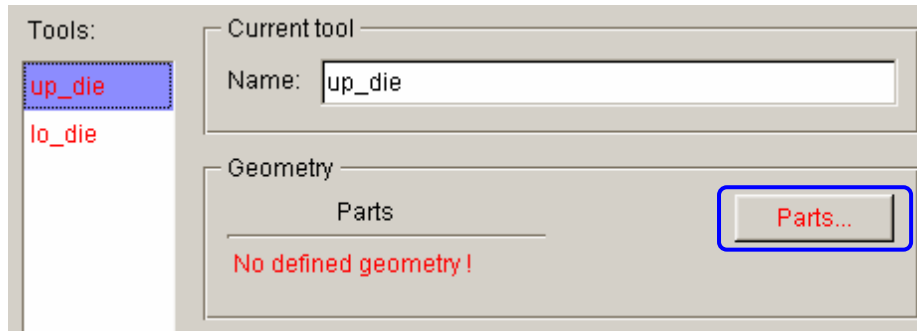 Tools:
up_die
lo_die
Current tool
Name: up_die
Geometry
Parts
No defined geometry !
Parts...